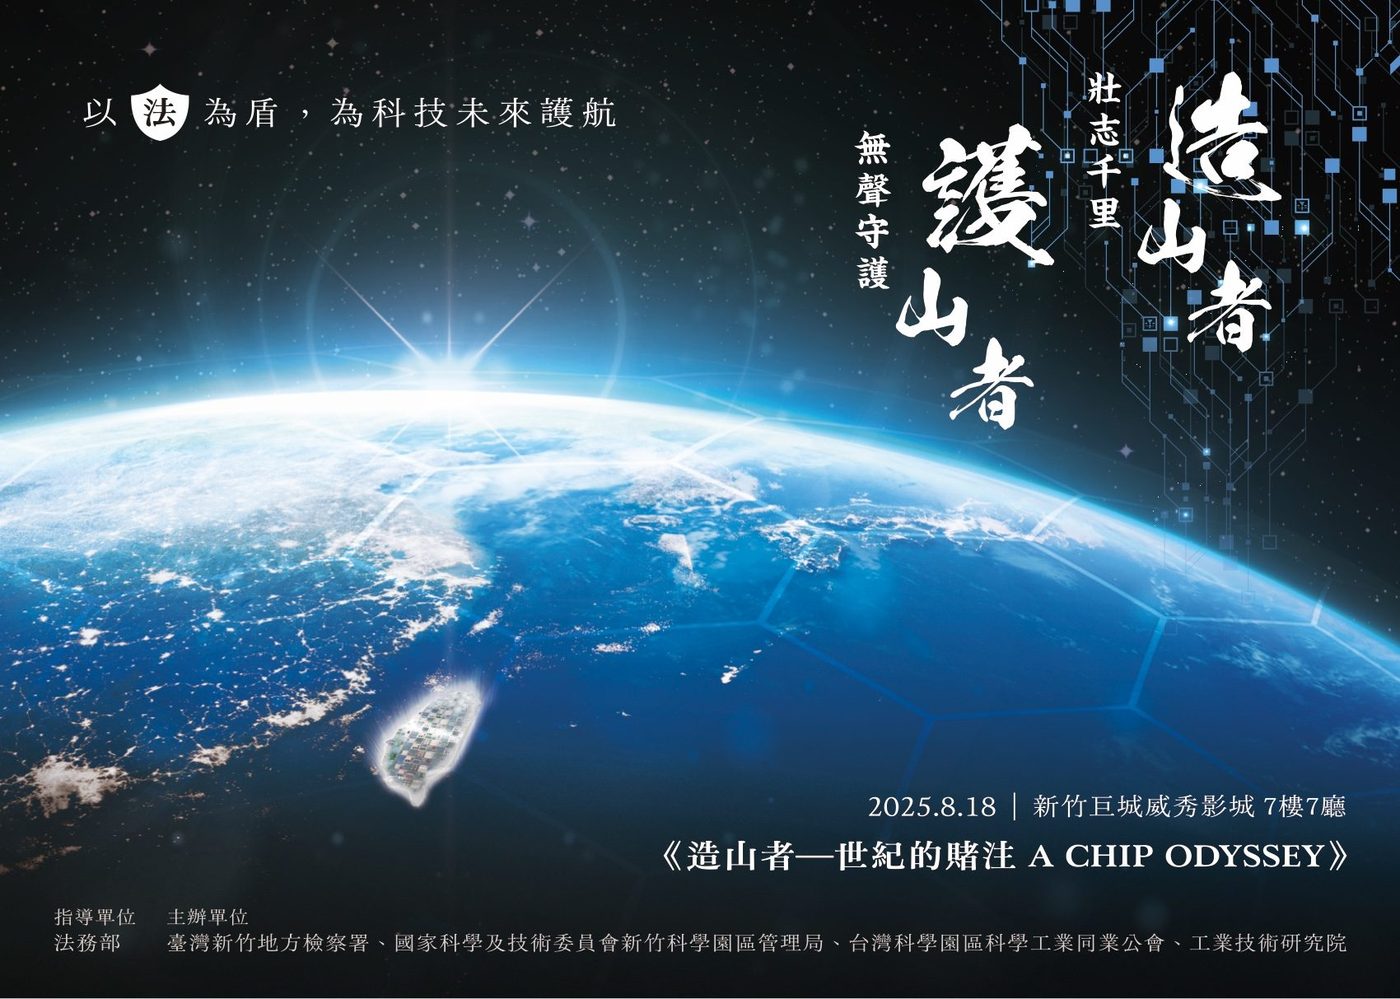 以法為盾，為科技未來護航
造山者
壯志千里
護山者
無聲守護
2025.8.18｜新竹巨城威秀影城 7樓7廳
《造山者—世紀的賭注 A CHIP ODYSSEY》
指導單位
法務部
主辦單位
臺灣新竹地方檢察署、國家科學及技術委員會新竹科學園區管理局、台灣科學園區科學工業同業公會、工業技術研究院